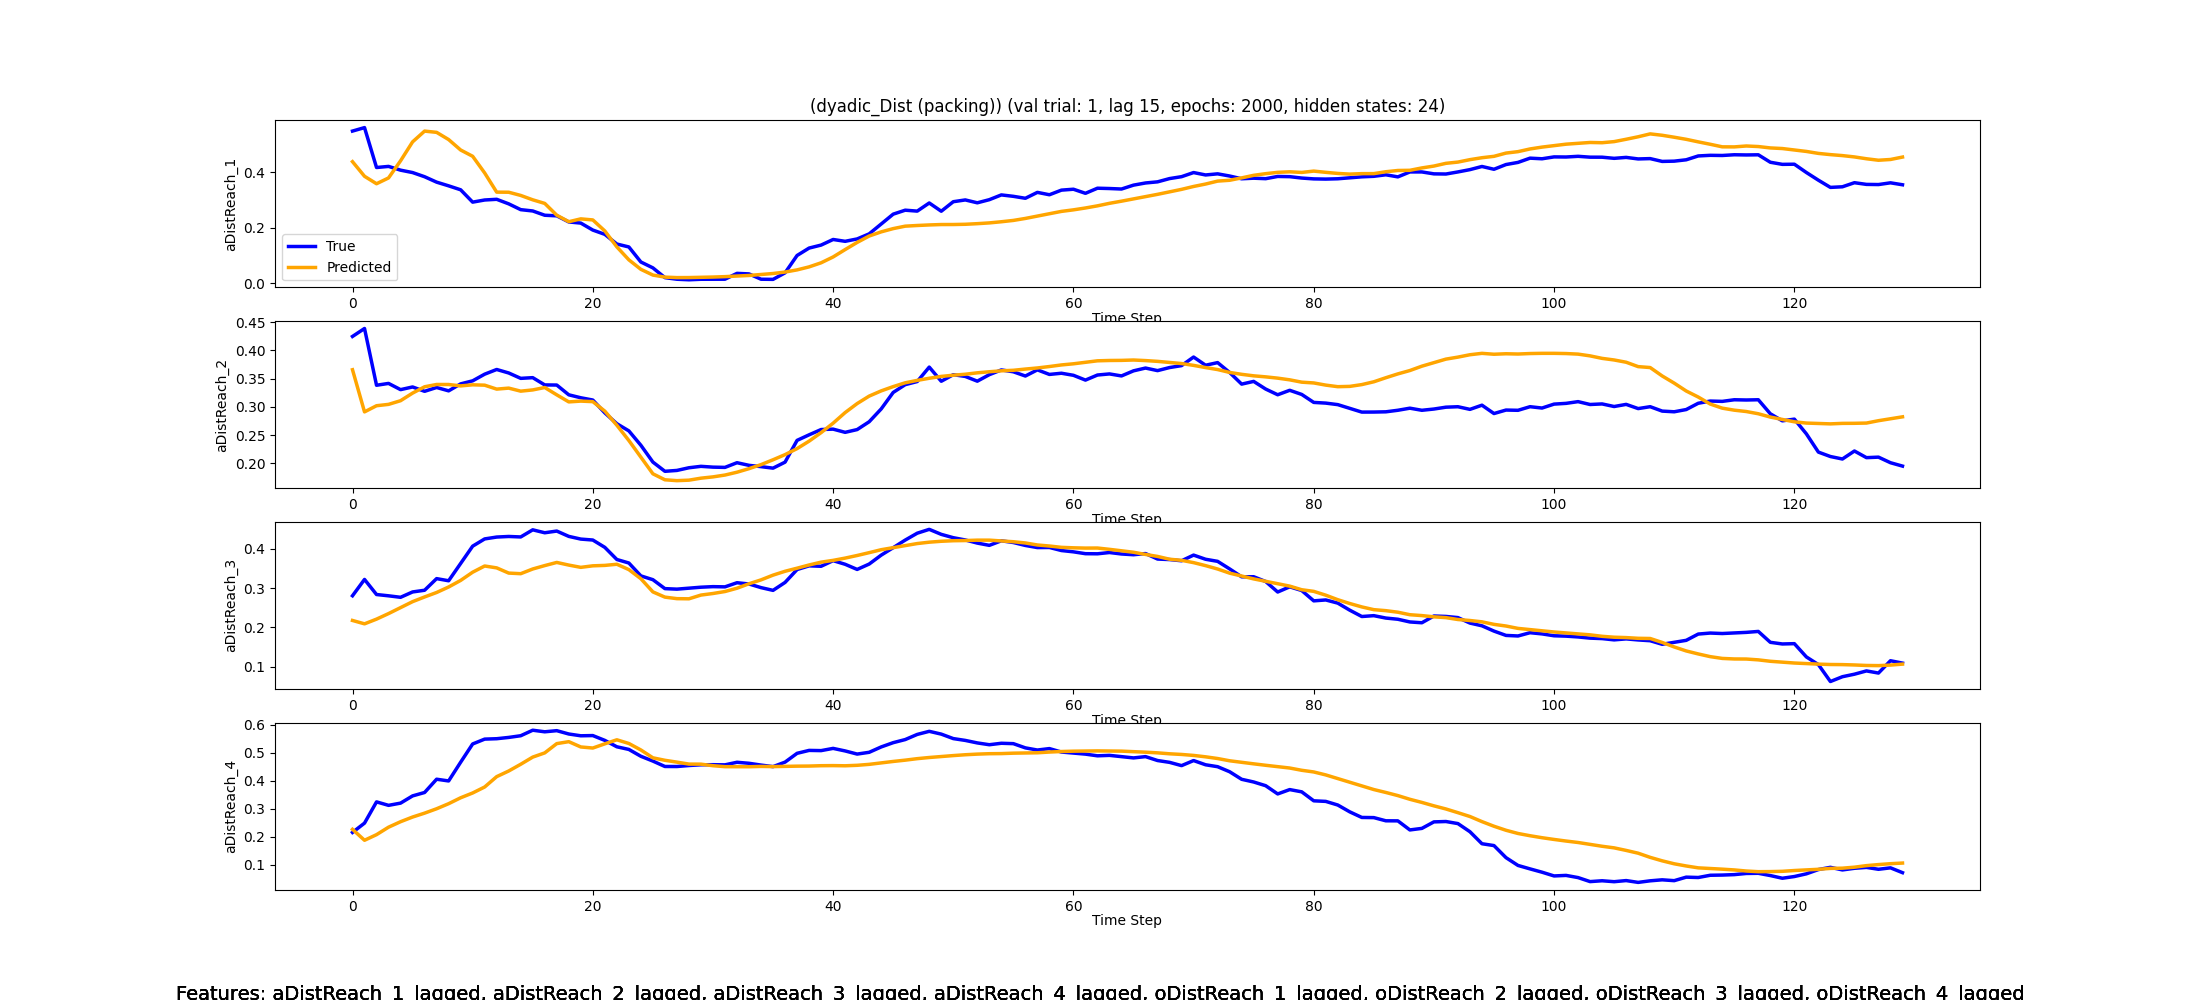 (dyadic_Dist (packing)) (val trial: 1, lag 15, epochs: 2000, hidden states: 24)
aDistReach_1
0.4
0.2
0.0
True
Predicted
0 20 40 60 80 100 120
Time Step
aDistReach_2
0.45
0.40
0.35
0.30
0.25
0.20
0 20 40 60 80 100 120
Time Step
aDistReach_3
0.4
0.3
0.2
0.1
0 20 40 60 80 100 120
Time Step
aDistReach_4
0.6
0.5
0.4
0.3
0.2
0.1
0 20 40 60 80 100 120
Time Step
Features: aDistReach_1_lagged, aDistReach_2_lagged, aDistReach_3_lagged, aDistReach_4_lagged, oDistReach_1_lagged, oDistReach_2_lagged, oDistReach_3_lagged, oDistReach_4_lagged